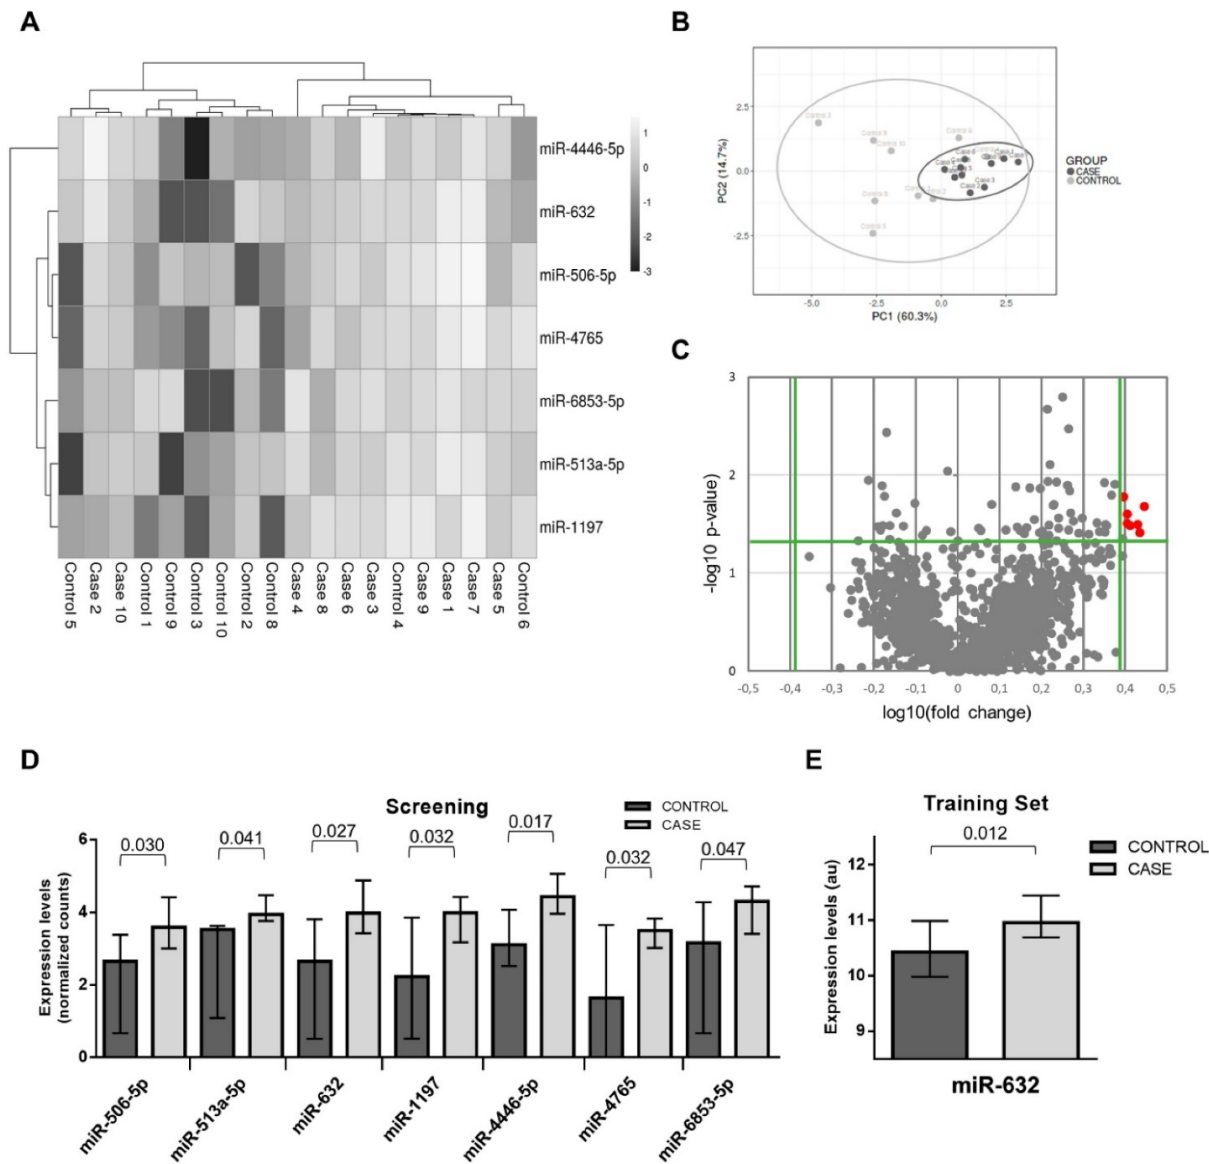 A
miR-4446-5p
miR-632
miR-506-5p
miR-4765
miR-6853-5p
miR-513a-5p
miR-1197
1
0
-1
-2
-3
Control 5
Case 2
Case 10
Control 1
Control 9
Control 3
Control 10
Control 2
Control 8
Case 4
Case 8
Case 6
Case 3
Control 4
Case 9
Case 1
Case 7
Case 5
Control 6
B
PC2 (14.7%)
2.5
0.0
-2.5
Control 3
Case 3
-5.0
-2.5
0.0
2.5
PC1 (60.3%)
GROUP
CASE
CONTROL
C
-log10 p-value)
3
2
1
0
-0,5
-0,4
-0,3
-0,2
-0,1
0
0,1
0,2
0,3
0,4
0,5
log10(fold change)
D
Screening
CONTROL
CASE
Expression levels
(normalized counts)
6
4
2
0
0.030
0.041
0.027
0.032
0.017
0.032
0.047
miR-506-5p
miR-513a-5p
miR-632
miR-1197
miR-4446-5p
miR-4765
miR-6853-5p
E
Training Set
0.012
CONTROL
CASE
Expression levels (au)
12
11
10
9
miR-632